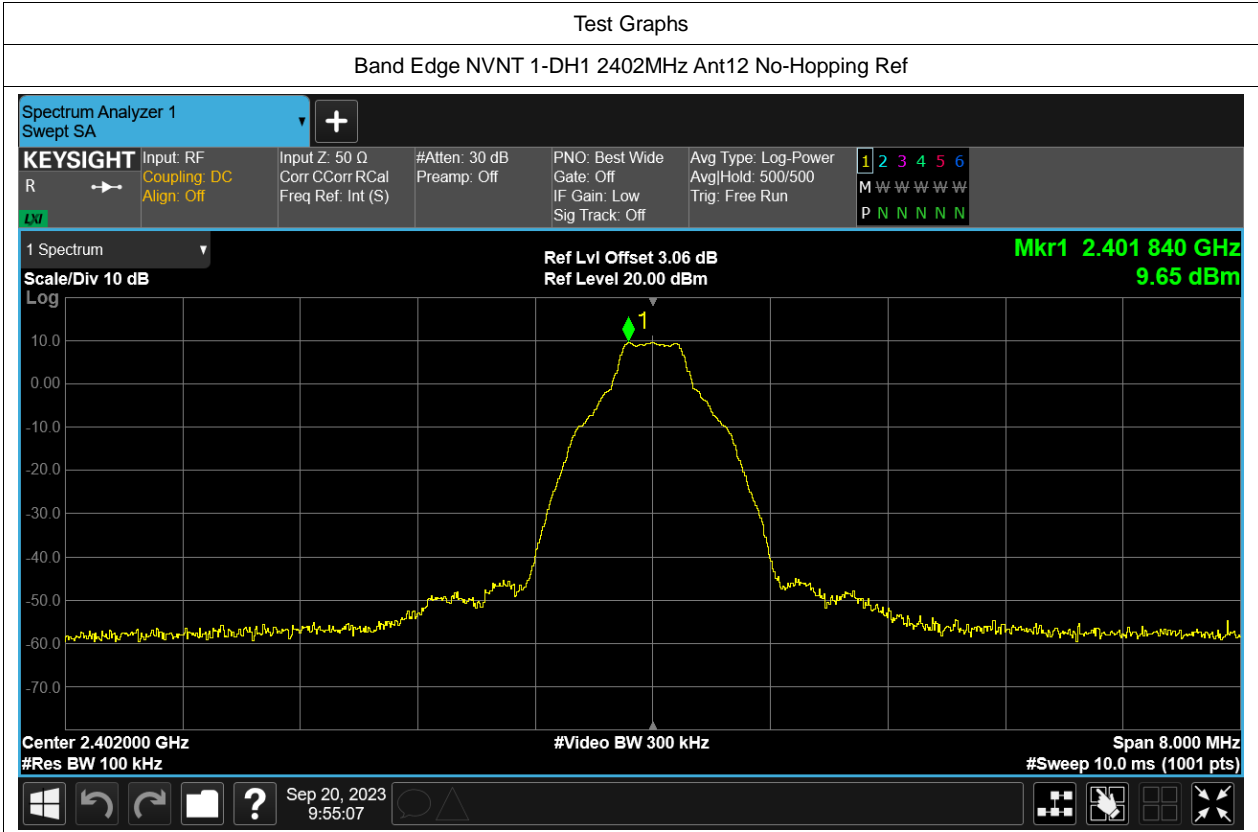 Test Graphs
Band Edge NVNT 1-DH1 2402MHz Ant12 No-Hopping Ref
Spectrum Analyzer 1
Swept SA
KEYSIGHT Input: RF Input Z: 50 Ω #Atten: 30 dB PNO: Best Wide Avg Type: Log-Power 1 2 3 4 5 6
R Coupling: DC Corr CCorr RCal Preamp: Off Gate: Off Avg|Hold: 500/500 M W W W W W
Align: Off Freq Ref: Int (S) IF Gain: Low Trig: Free Run
LXI Sig Track: Off P N N N N N
1 Spectrum Ref Lvl Offset 3.06 dB Mkr1 2.401 840 GHz
Scale/Div 10 dB Ref Level 20.00 dBm 9.65 dBm
Log
1
10.0
0.00
-10.0
-20.0
-30.0
-40.0
-50.0
-60.0
-70.0
Center 2.402000 GHz #Video BW 300 kHz Span 8.000 MHz
#Res BW 100 kHz #Sweep 10.0 ms (1001 pts)
? Sep 20, 2023
9:55:07